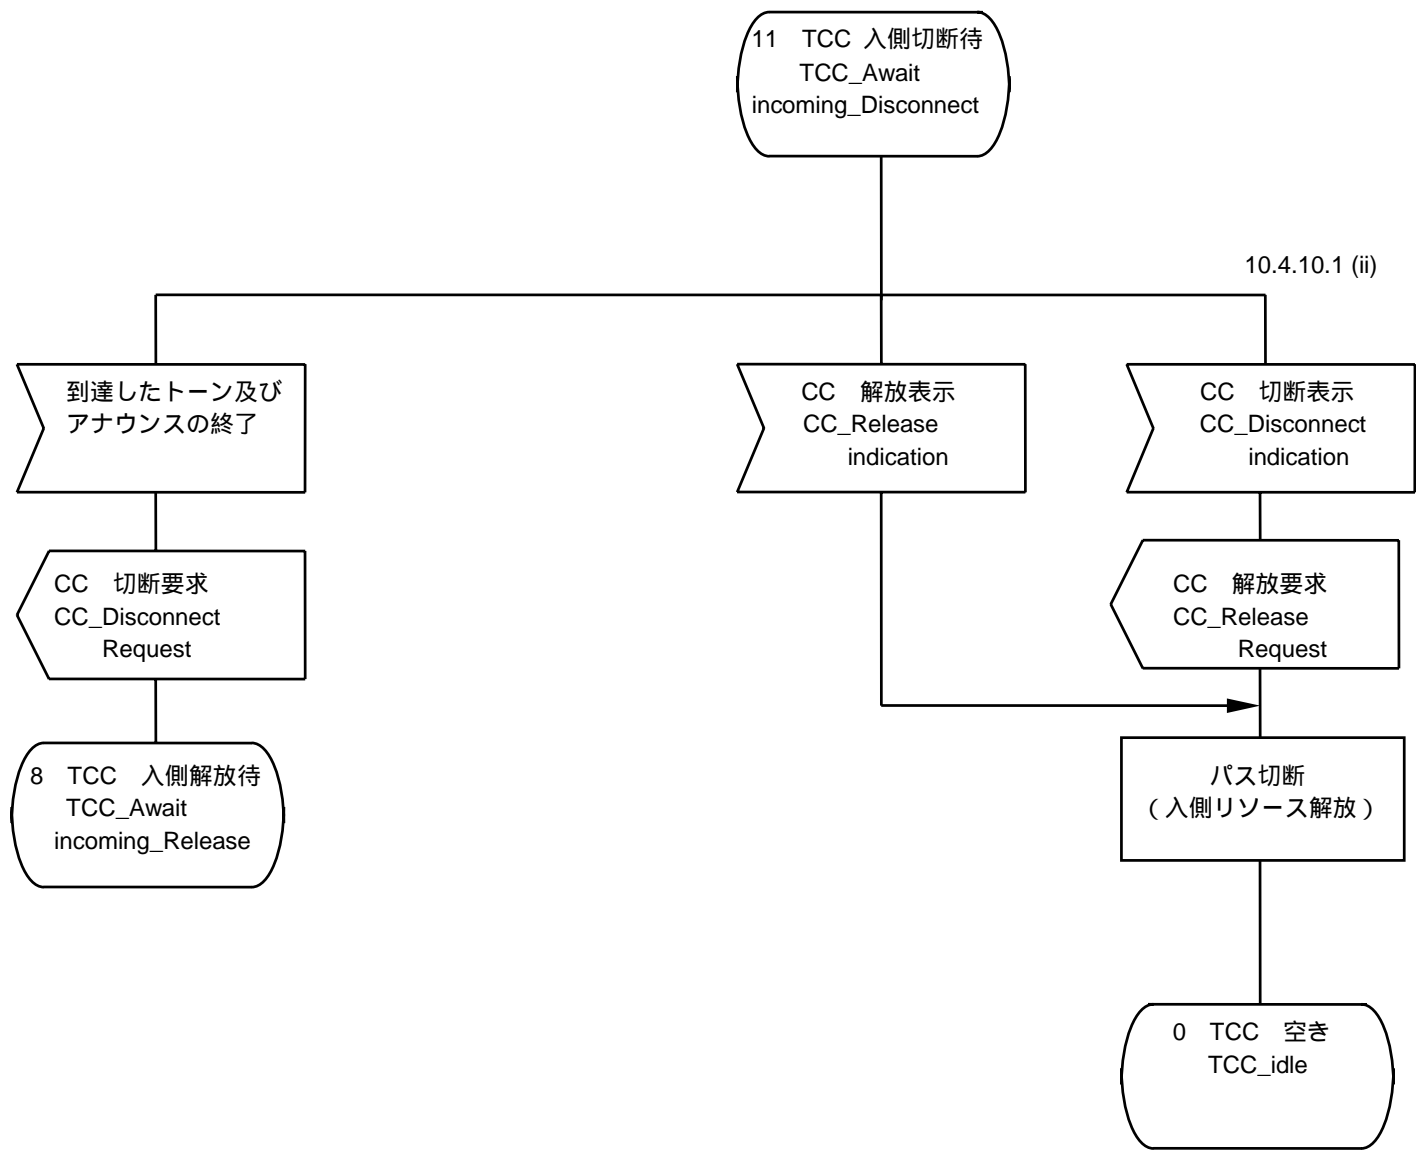 11 TCC 入側切断待
TCC_Await
incoming_Disconnect
10.4.10.1 (ii)
到達したトーン及び
アナウンスの終了
CC 解放表示
CC_Release
indication
CC 切断表示
CC_Disconnect
indication
CC 切断要求
CC_Disconnect
Request
CC 解放要求
CC_Release
Request
8 TCC 入側解放待
TCC_Await
incoming_Release
パス切断
(入側リソース解放)
0 TCC 空き
TCC_idle